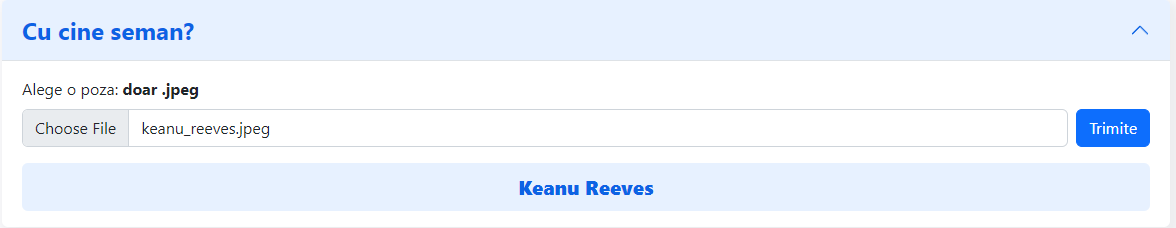 Cu cine seman?
Alege o poza: doar .jpeg
Choose File keanu_reeves.jpeg Trimite
Keanu Reeves